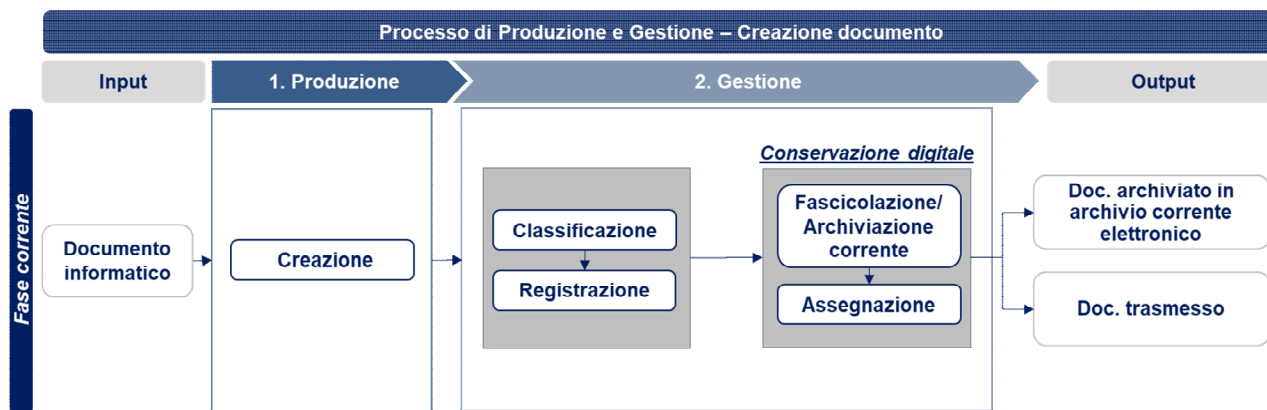 Processo di Produzione e Gestione – Creazione documento
Input
1. Produzione
2. Gestione
Output
Fase corrente
Documento
informatico
Creazione
Classificazione
Registrazione
Conservazione digitale
Fascicolazione/
Archiviazione
corrente
Assegnazione
Doc. archiviato in
archivio corrente
elettronico
Doc. trasmesso